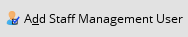 Add Staff Management User